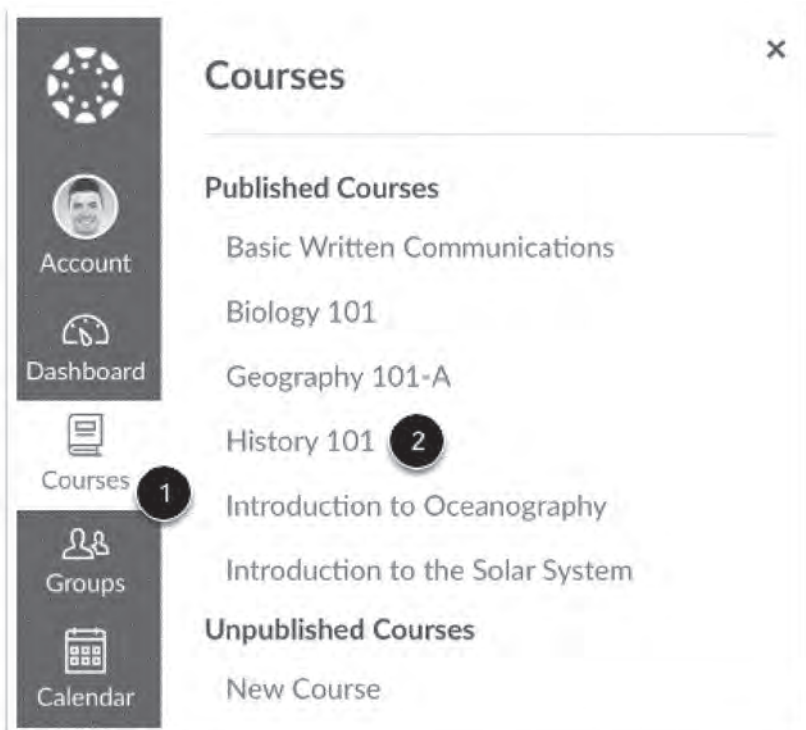 Courses
×
Published Courses
Basic Written Communications
Biology 101
Geography 101-A
History 101 2
Introduction to Oceanography
Introduction to the Solar System
Unpublished Courses
New Course
Account
Dashboard
Courses 1
Groups
Calendar